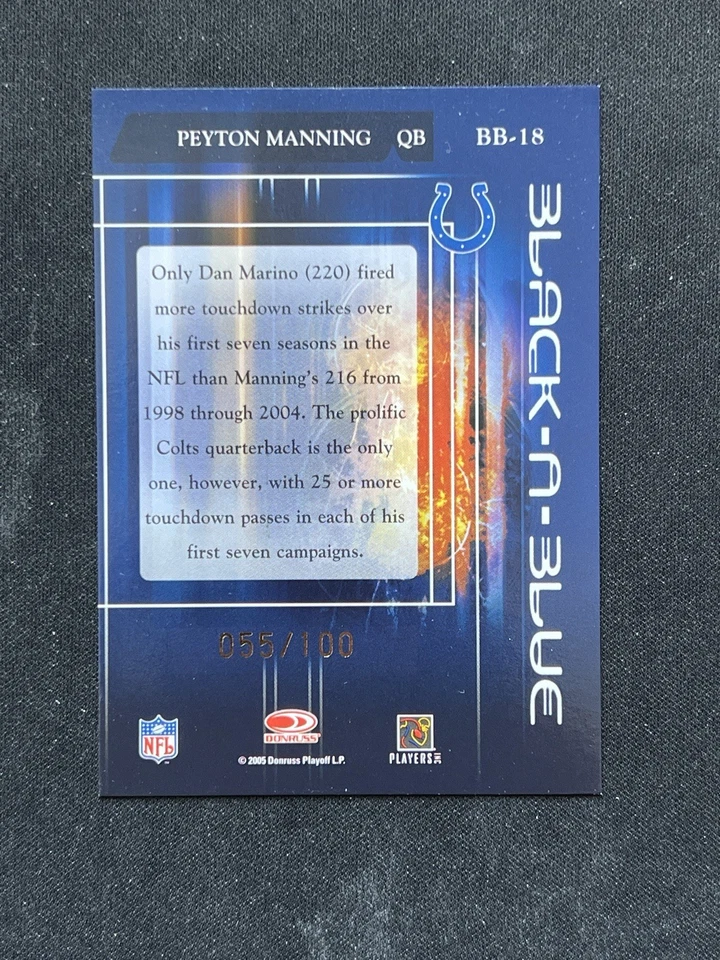 PEYTON MANNING QB BB-18
BLACK-N-BLUE
Only Dan Marino (220) fired
more touchdown strikes over
his first seven seasons in the
NFL than Manning's 216 from
1998 through 2004. The prolific
Colts quarterback is the only
one, however, with 25 or more
touchdown passes in each of his
first seven campaigns.
055/100
NFL
DONRUSS
PLAYERS INC
© 2005 Donruss Playoff L.P.